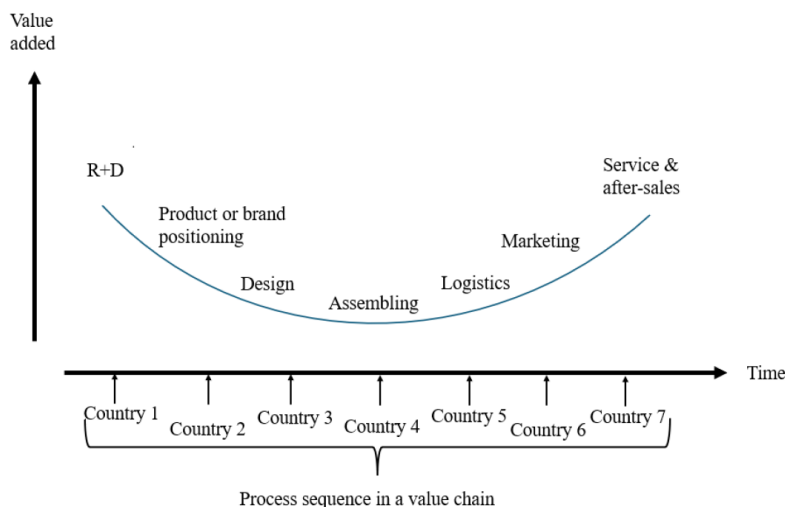 Value
added
R+D
Product or brand
positioning
Design
Assembling
Logistics
Marketing
Service &
after-sales
Time
Country 1
Country 2
Country 3
Country 4
Country 5
Country 6
Country 7
Process sequence in a value chain